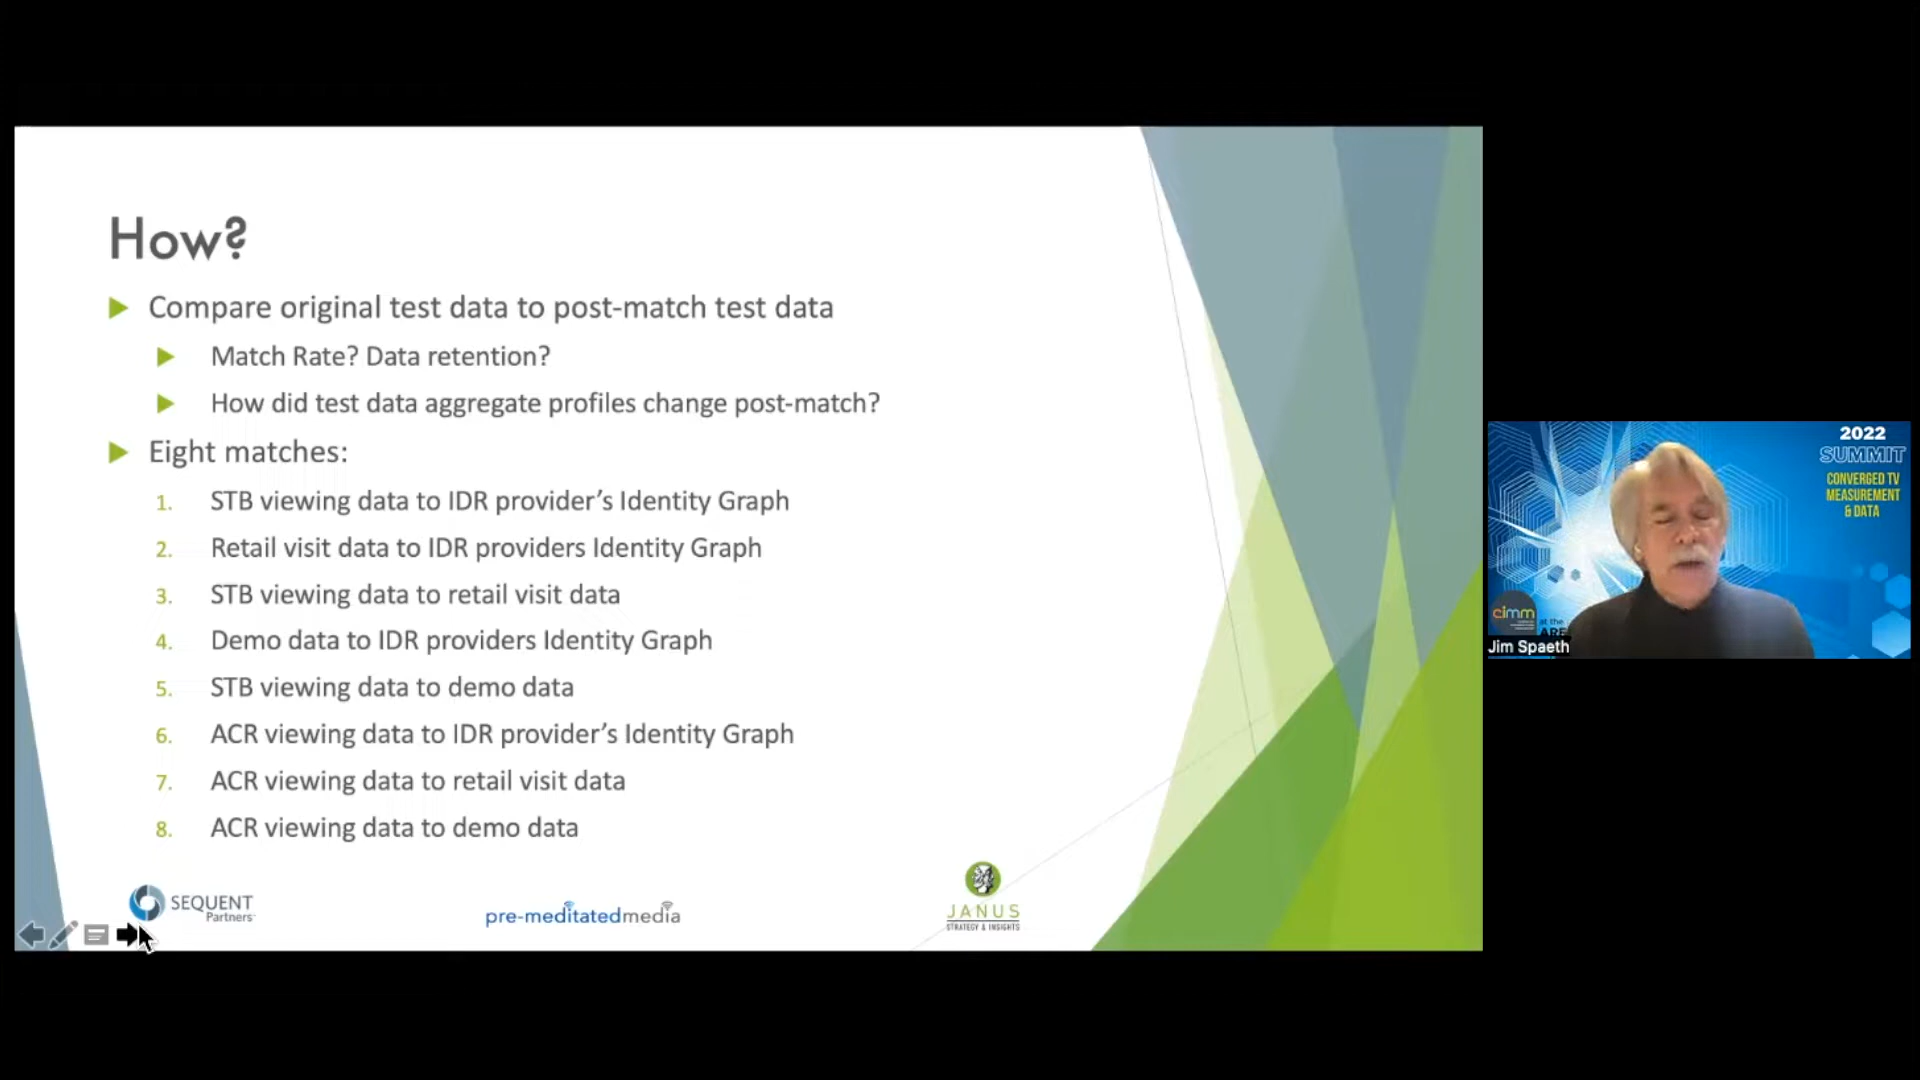 How?
Compare original test data to post-match test data
Match Rate? Data retention?
How did test data aggregate profiles change post-match?
Eight matches:
1. STB viewing data to IDR provider’s Identity Graph
2. Retail visit data to IDR providers Identity Graph
3. STB viewing data to retail visit data
4. Demo data to IDR providers Identity Graph
5. STB viewing data to demo data
6. ACR viewing data to IDR provider’s Identity Graph
7. ACR viewing data to retail visit data
8. ACR viewing data to demo data
SEQUENT
Partners
pre-meditatedmedia
JANUS
STRATEGY & INSIGHTS
2022
SUMMIT
CONVERGED TV
MEASUREMENT
& DATA
cimm
at the
ARF
Jim Spaeth